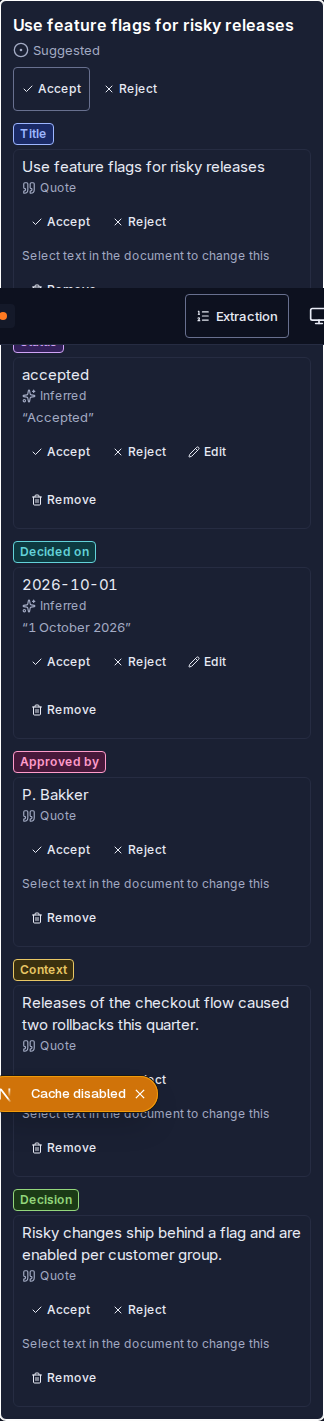 Use feature flags for risky releases
Suggested
Accept Reject
Title
Use feature flags for risky releases
Quote
Accept Reject
Select text in the document to change this
Remove
Extraction
Status
accepted
Inferred
“Accepted”
Accept Reject Edit
Remove
Decided on
2026-10-01
Inferred
“1 October 2026”
Accept Reject Edit
Remove
Approved by
P. Bakker
Quote
Accept Reject
Select text in the document to change this
Remove
Context
Releases of the checkout flow caused
two rollbacks this quarter.
Quote
Cache disabled
Select text in the document to change this
Remove
Decision
Risky changes ship behind a flag and are
enabled per customer group.
Quote
Accept Reject
Select text in the document to change this
Remove